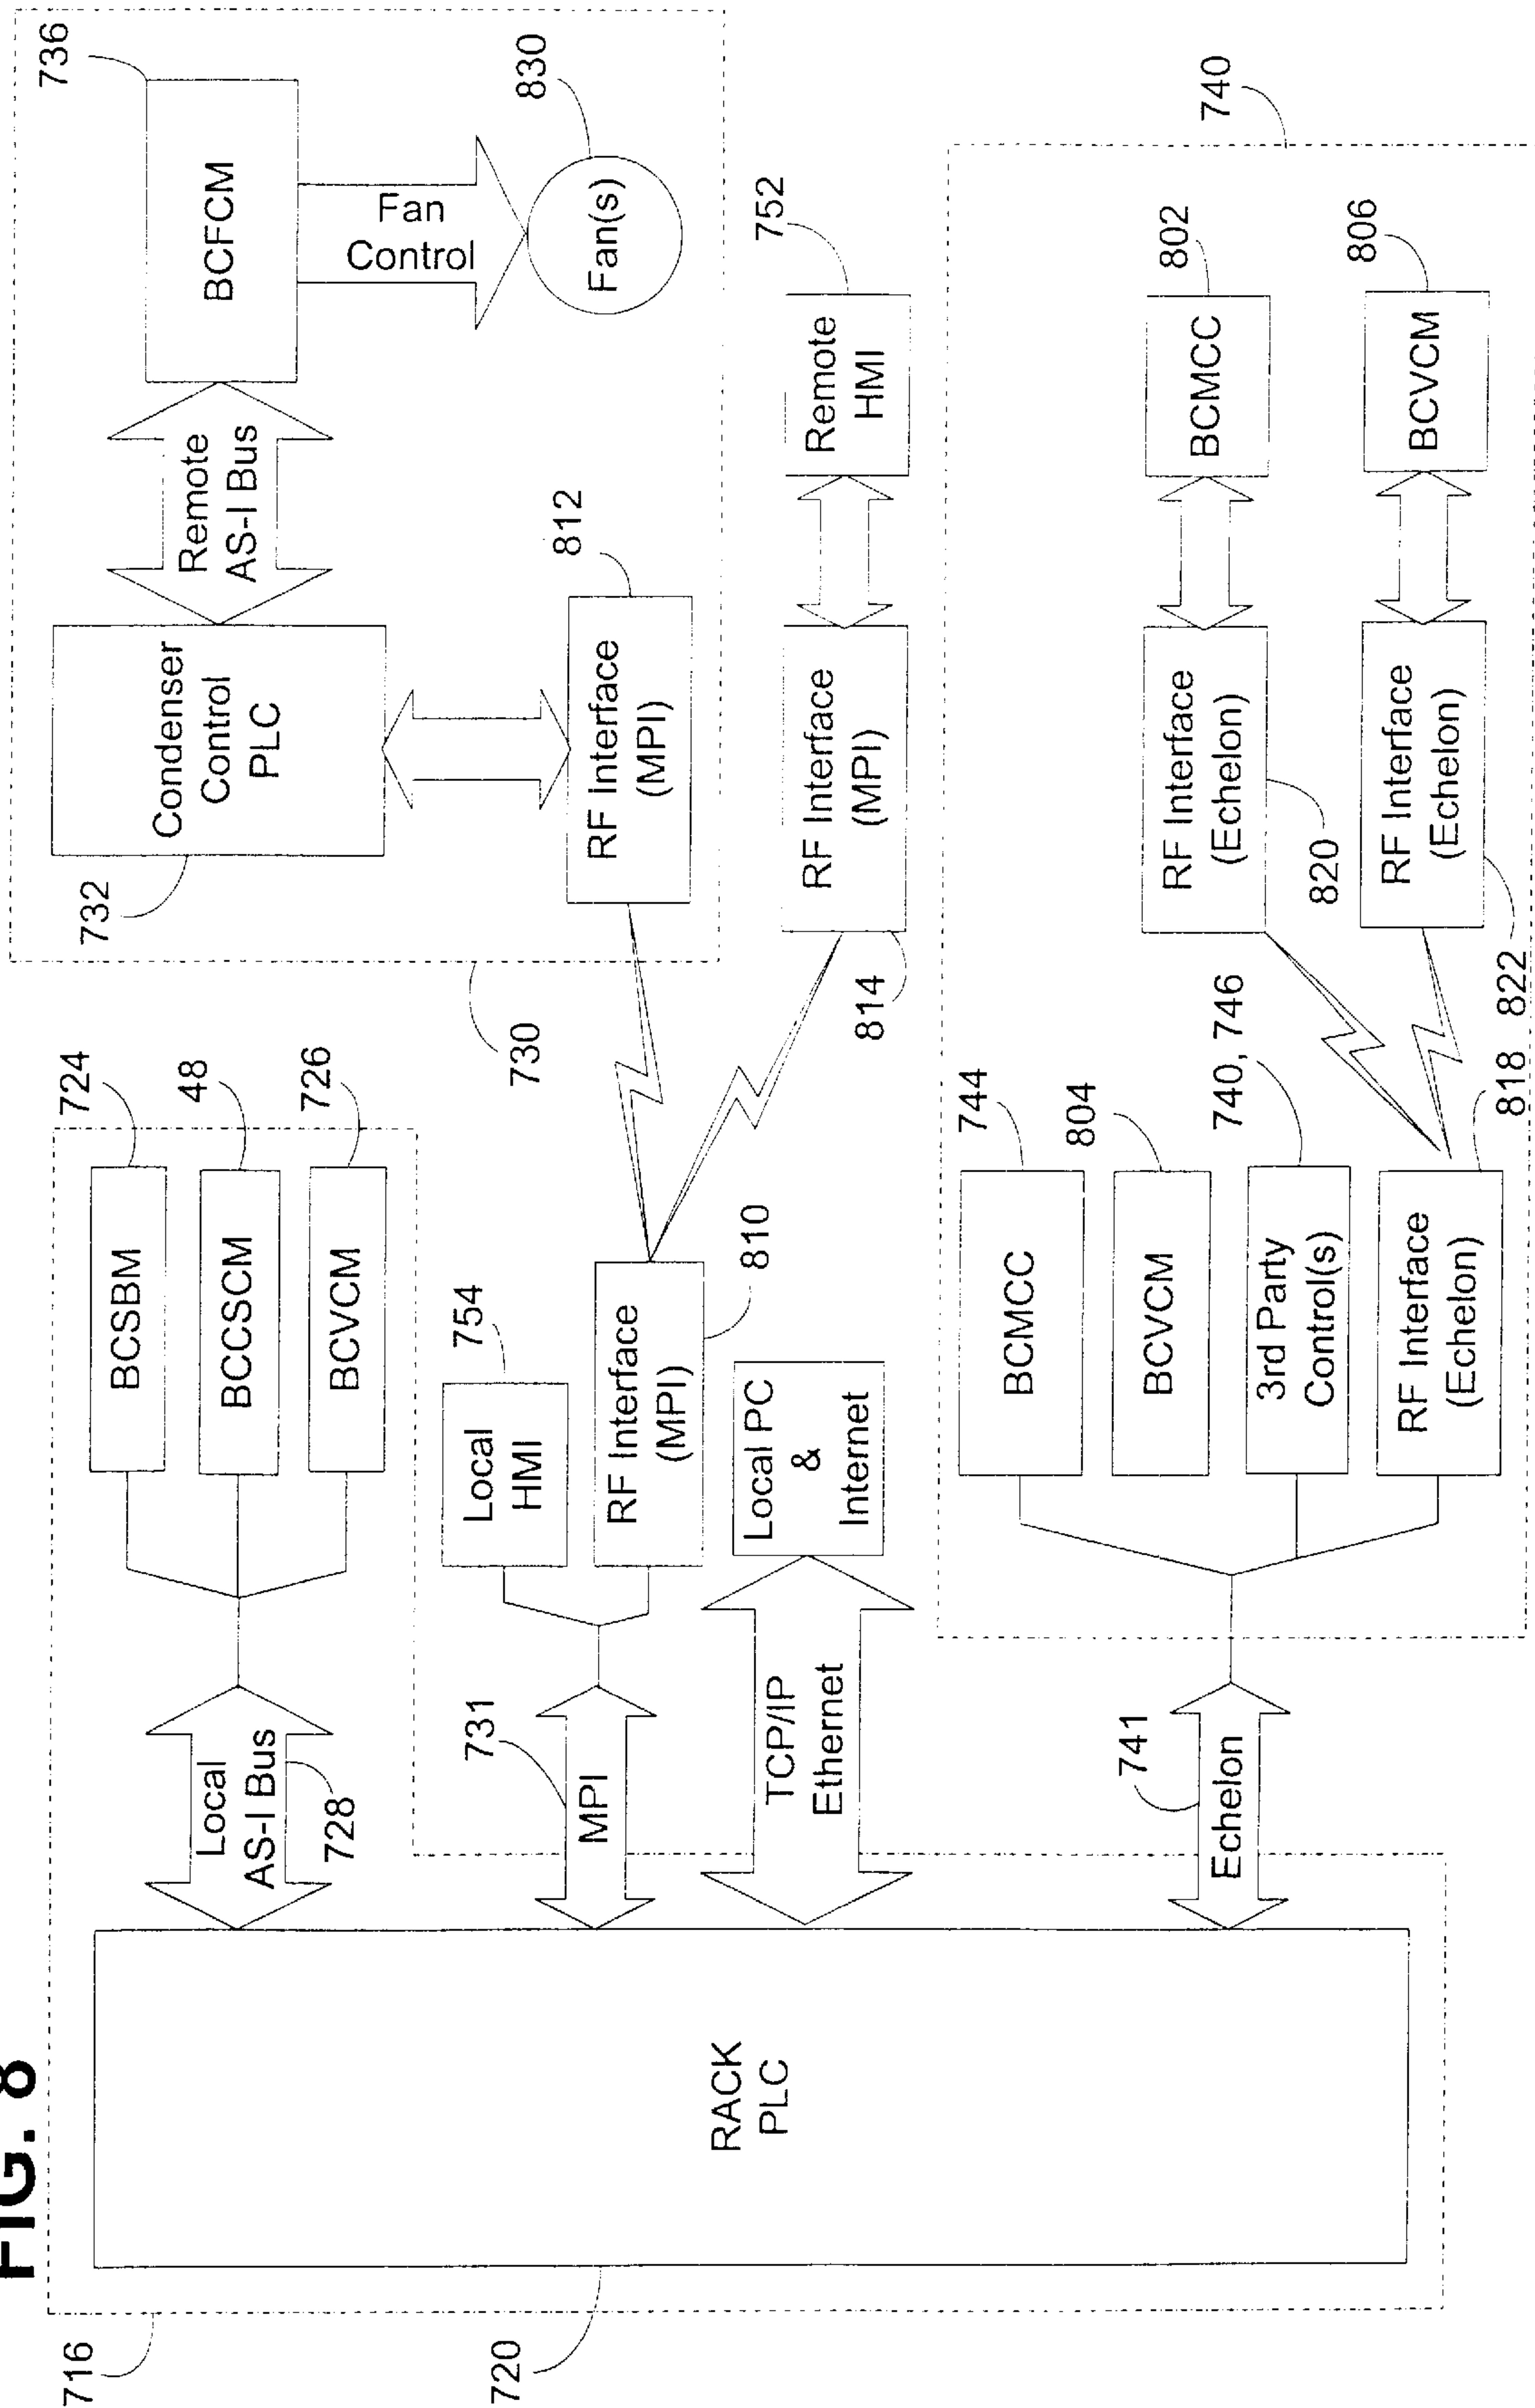 FIG. 8
716
720
RACK
PLC
Local
AS-I Bus
728
BCSBM
724
BCCSCM
48
BCVCM
726
731
MPI
Local
HMI
754
RF Interface
(MPI)
810
TCP/IP
Ethernet
Local PC
&
Internet
741
Echelon
BCMCC
744
BCVCM
804
3rd Party
Control(s)
740, 746
RF Interface
(Echelon)
818
730
732
Condenser
Control
PLC
Remote
AS-I Bus
BCFCM
736
Fan
Control
Fan(s)
830
RF Interface
(MPI)
812
RF Interface
(MPI)
814
Remote
HMI
752
740
RF Interface
(Echelon)
820
BCMCC
802
RF Interface
(Echelon)
822
BCVCM
806